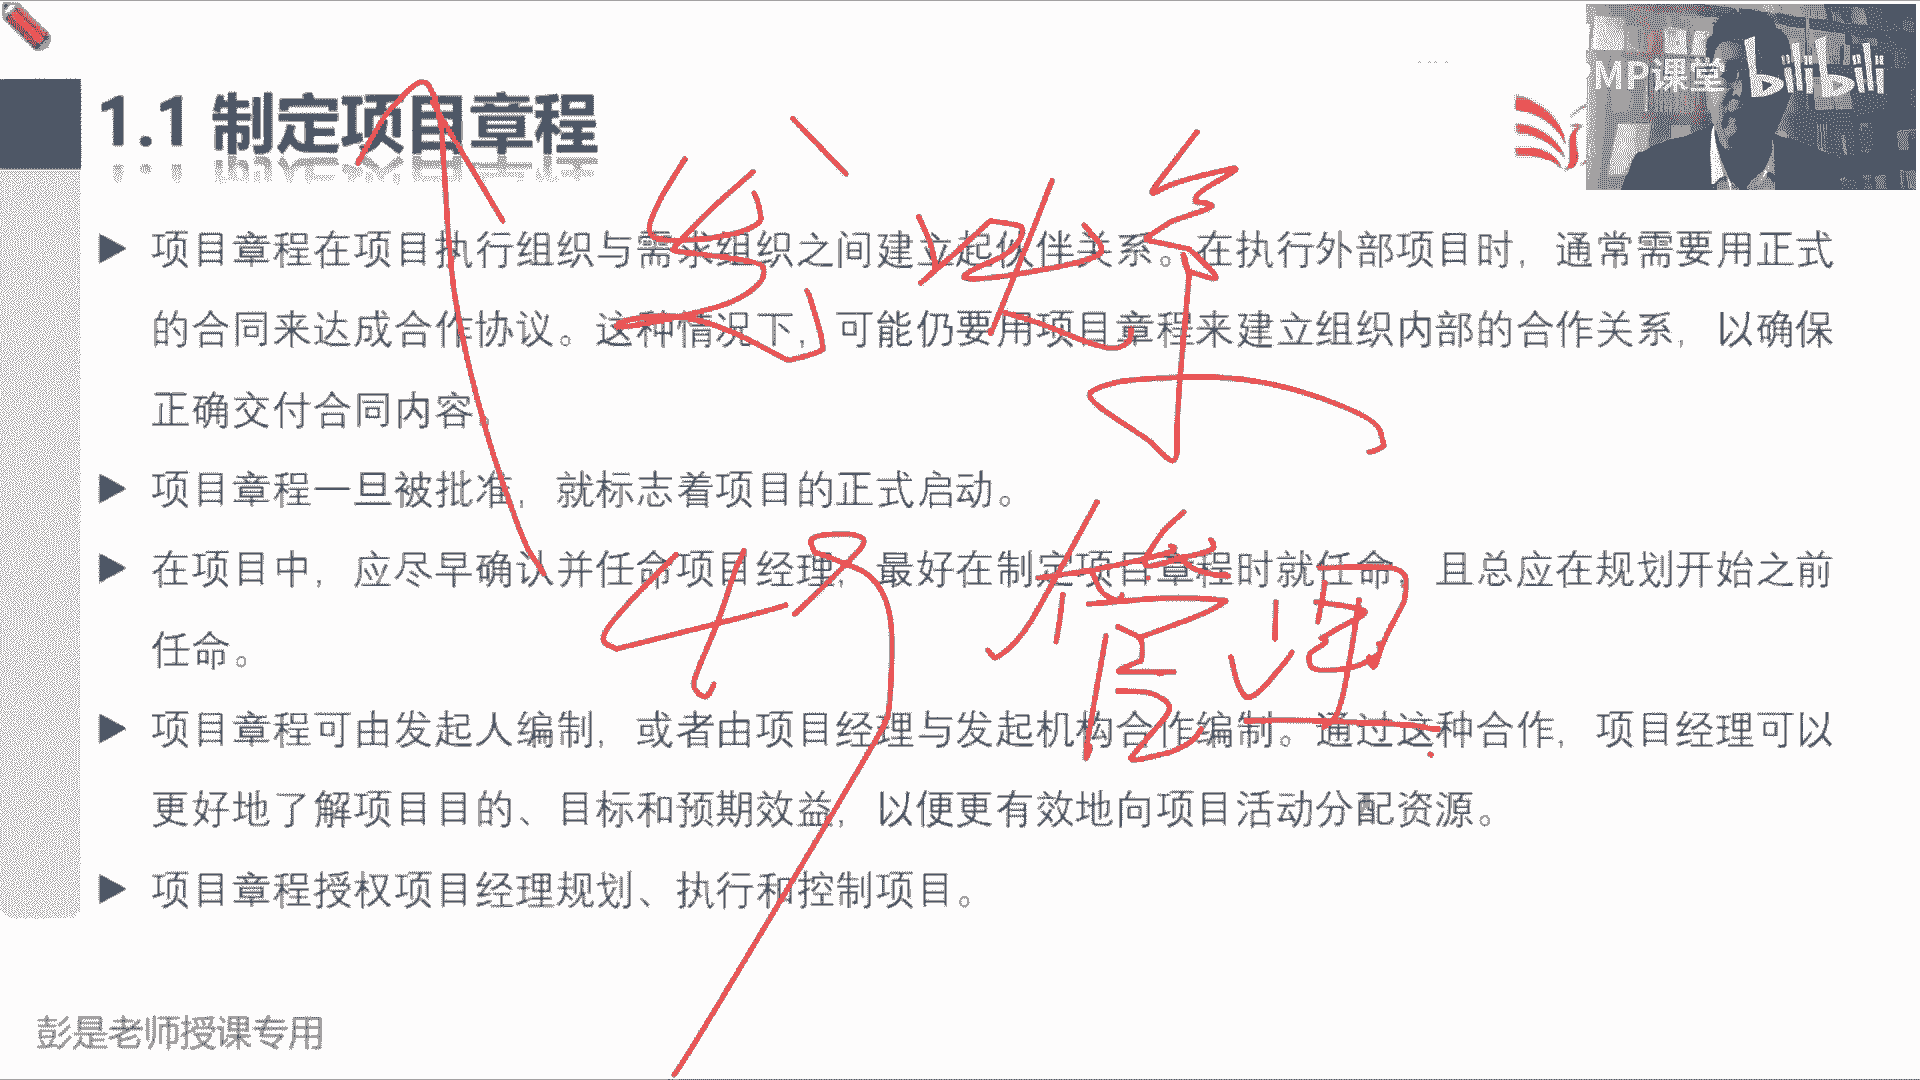 PMP课堂 bilibili
1.1 制定项目章程
▶ 项目章程在项目执行组织与需求组织之间建立起伙伴关系。在执行外部项目时，通常需要用正式
的合同来达成合作协议。这种情况下，可能仍要用项目章程来建立组织内部的合作关系，以确保
正确交付合同内容。
▶ 项目章程一旦被批准，就标志着项目的正式启动。
▶ 在项目中，应尽早确认并任命项目经理，最好在制定项目章程时就任命，且总应在规划开始之前
任命。
▶ 项目章程可由发起人编制，或者由项目经理与发起机构合作编制。通过这种合作，项目经理可以
更好地了解项目目的、目标和预期效益，以便更有效地向项目活动分配资源。
▶ 项目章程授权项目经理规划、执行和控制项目。
管理
彭是老师授课专用